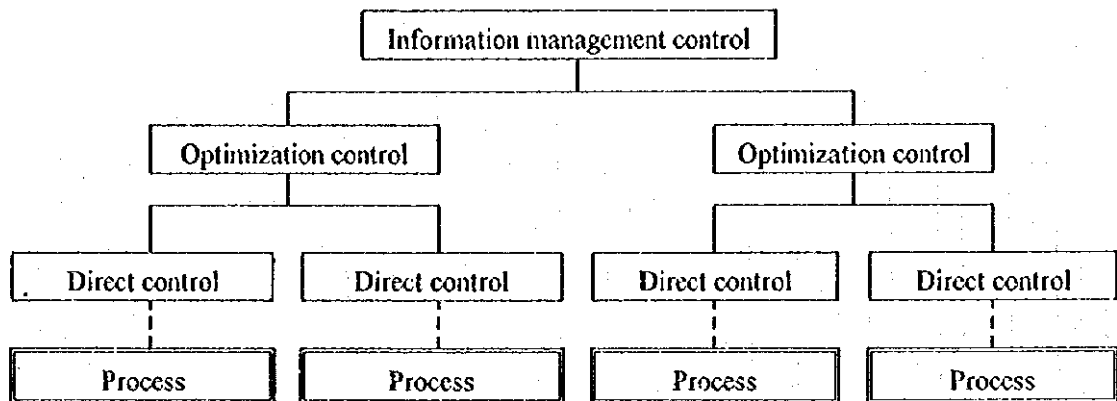 Information management control
Optimization control
Optimization control
Direct control
Direct control
Direct control
Direct control
Process
Process
Process
Process